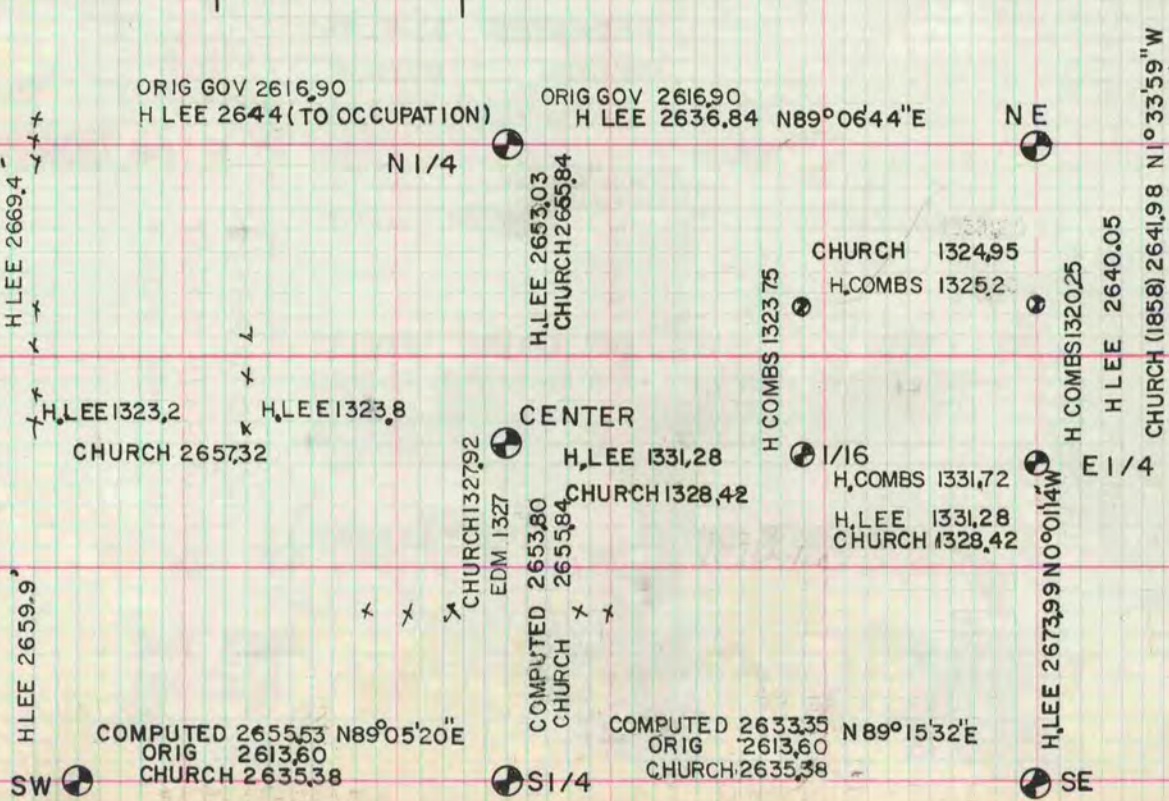 ORIG GOV 2616.90
H LEE 2644 (TO OCCUPATION)
ORIG GOV 2616.90
H LEE 2636.84 N89°06'44"E
N E
N 1/4
H LEE 2669.4'
H.LEE 2653.03
CHURCH 2655.84
CHURCH 1324.95
H.COMBS 1325.2
H COMBS 1323 75
H COMBS 1320.25
H LEE 2640.05
CHURCH (1858) 2641.98 N1°33'59"W
H.LEE 1323.2
H.LEE 1323.8
CHURCH 2657.32
CENTER
H.LEE 1331.28
CHURCH 1328.42
1/16
H.COMBS 1331.72
H.LEE 1331.28
CHURCH 1328.42
E 1/4
CHURCH 1327.92
EDM 1327
COMPUTED 2653.80
CHURCH 2655.84
H LEE 2659.9'
H.LEE 2673.99 N0°01'14"W
COMPUTED 2655.53 N89°05'20"E
ORIG 2613.60
CHURCH 2635.38
COMPUTED 2633.35 N89°15'32"E
ORIG 2613.60
CHURCH 2635.38
SW
S1/4
SE